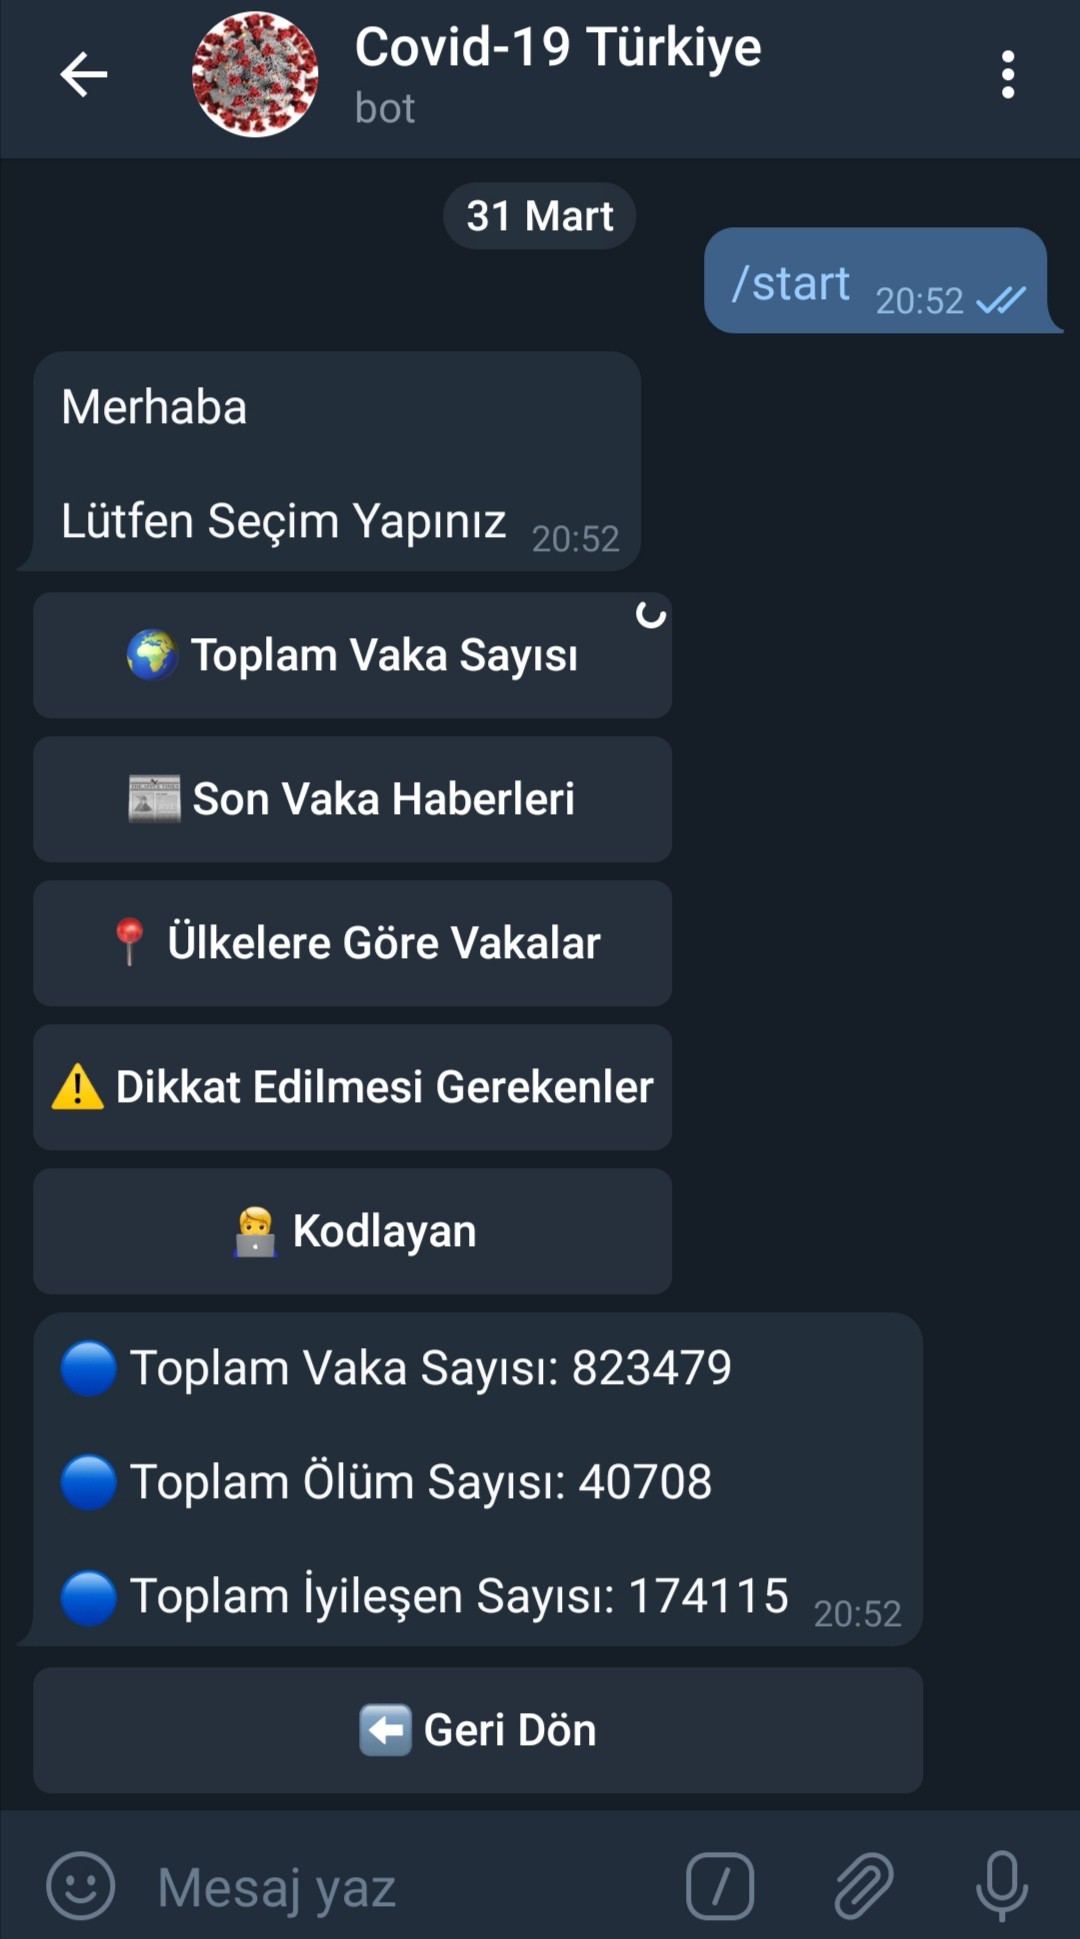 Covid-19 Türkiye
bot
31 Mart
/start 20:52
Merhaba
Lütfen Seçim Yapınız 20:52
Toplam Vaka Sayısı
Son Vaka Haberleri
Ülkelere Göre Vakalar
Dikkat Edilmesi Gerekenler
Kodlayan
Toplam Vaka Sayısı: 823479
Toplam Ölüm Sayısı: 40708
Toplam İyileşen Sayısı: 174115 20:52
Geri Dön
Mesaj yaz